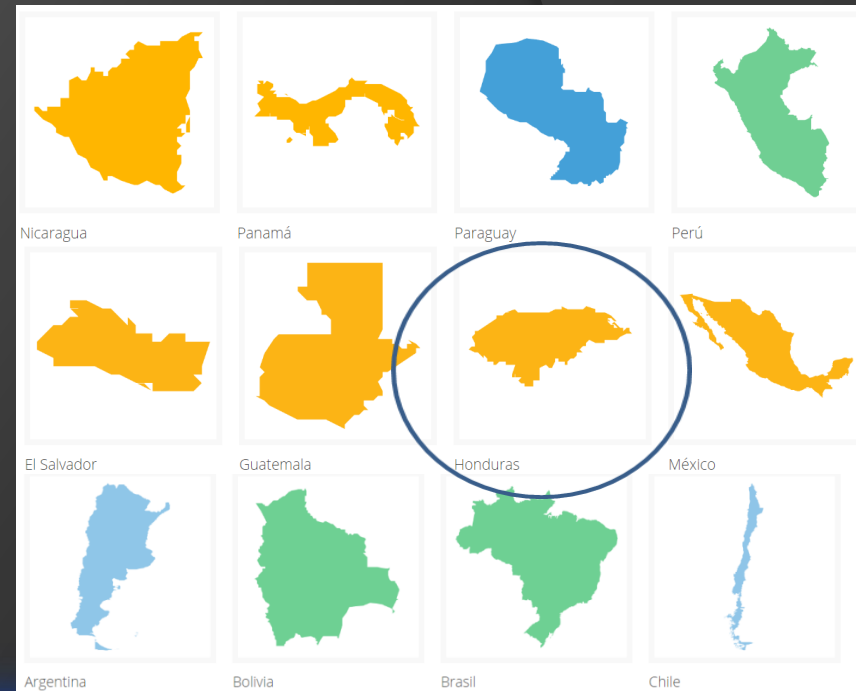 Nicaragua
Panamá
Paraguay
Perú
El Salvador
Guatemala
Honduras
México
Argentina
Bolivia
Brasil
Chile